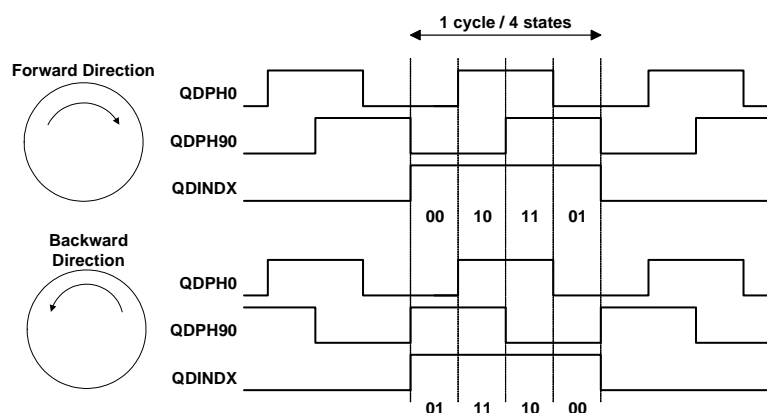 1 cycle / 4 states
Forward Direction
QDPH0
QDPH90
QDINDX
00 10 11 01
Backward
Direction
QDPH0
QDPH90
QDINDX
01 11 10 00